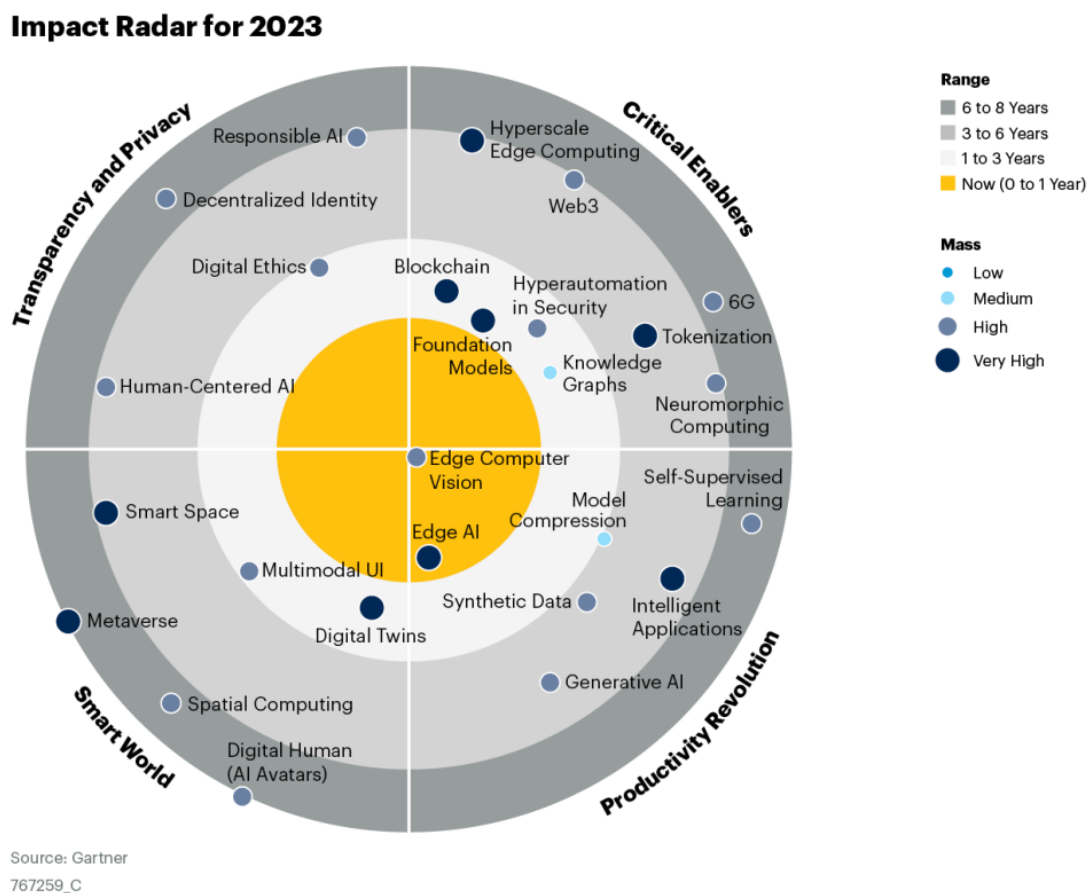 Impact Radar for 2023
Transparency and Privacy
Critical Enablers
Smart World
Productivity Revolution
Responsible AI
Decentralized Identity
Digital Ethics
Human-Centered AI
Hyperscale
Edge Computing
Web3
Blockchain
Hyperautomation
in Security
6G
Tokenization
Foundation
Models
Knowledge
Graphs
Neuromorphic
Computing
Edge Computer
Vision
Self-Supervised
Learning
Model
Compression
Edge AI
Smart Space
Multimodal UI
Synthetic Data
Intelligent
Applications
Metaverse
Digital Twins
Generative AI
Spatial Computing
Digital Human
(AI Avatars)
Range
6 to 8 Years
3 to 6 Years
1 to 3 Years
Now (0 to 1 Year)
Mass
Low
Medium
High
Very High
Source: Gartner
767259_C